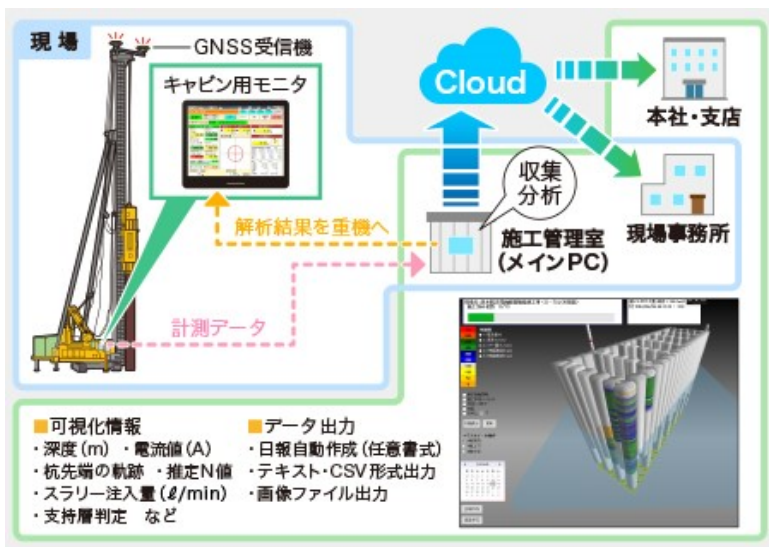 現場
GNSS受信機
キャビン用モニタ
Cloud
本社・支店
収集
分析
解析結果を重機へ
施工管理室
(メインPC)
現場事務所
計測データ
■可視化情報
・深度(m) ・電流値(A)
・杭先端の軌跡 ・推定N値
・スラリー注入量(ℓ/min)
・支持層判定 など
■データ出力
・日報自動作成(任意書式)
・テキスト・CSV形式出力
・画像ファイル出力